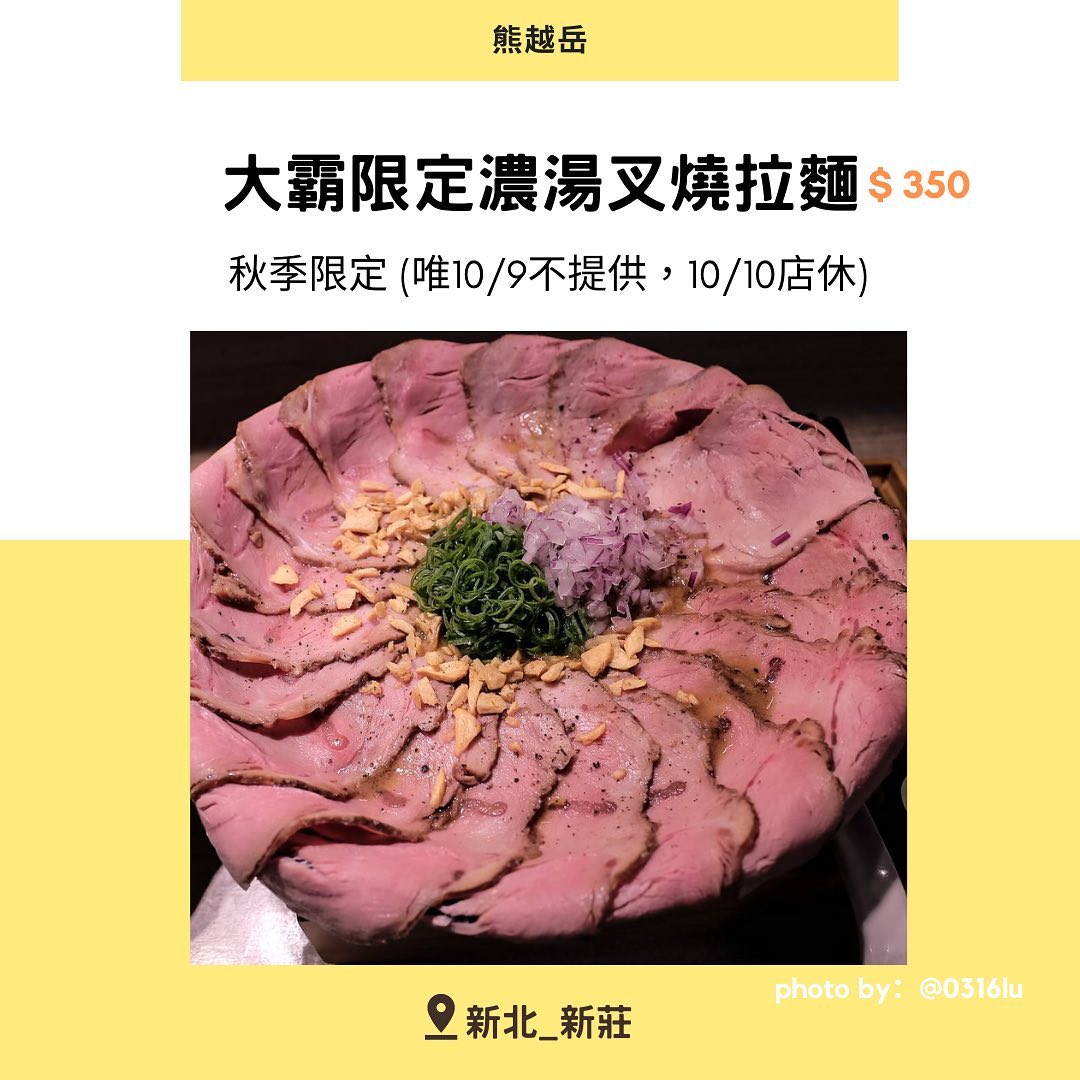 熊越岳
大霸限定濃湯叉燒拉麵 $ 350
秋季限定 (唯10/9不提供，10/10店休)
photo by：@0316lu
新北_新莊